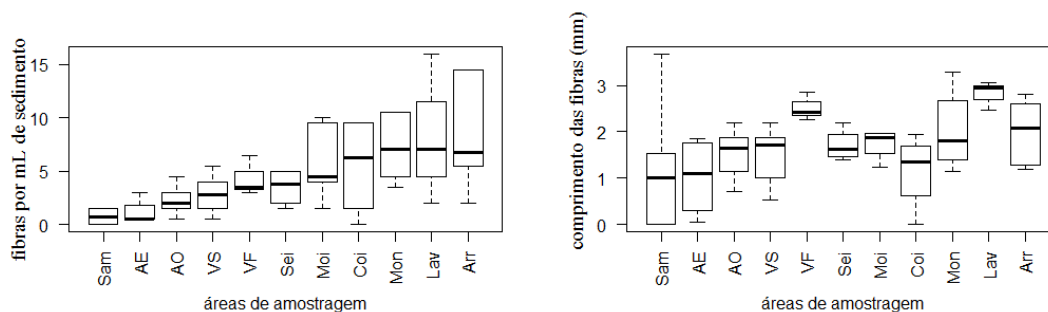 fibras por mL de sedimento
15
10
5
0
Sam AE AO VS VF Sei Moi Coi Mon Lav Arr
áreas de amostragem
comprimento das fibras (mm)
3
2
1
0
Sam AE AO VS VF Sei Moi Coi Mon Lav Arr
áreas de amostragem